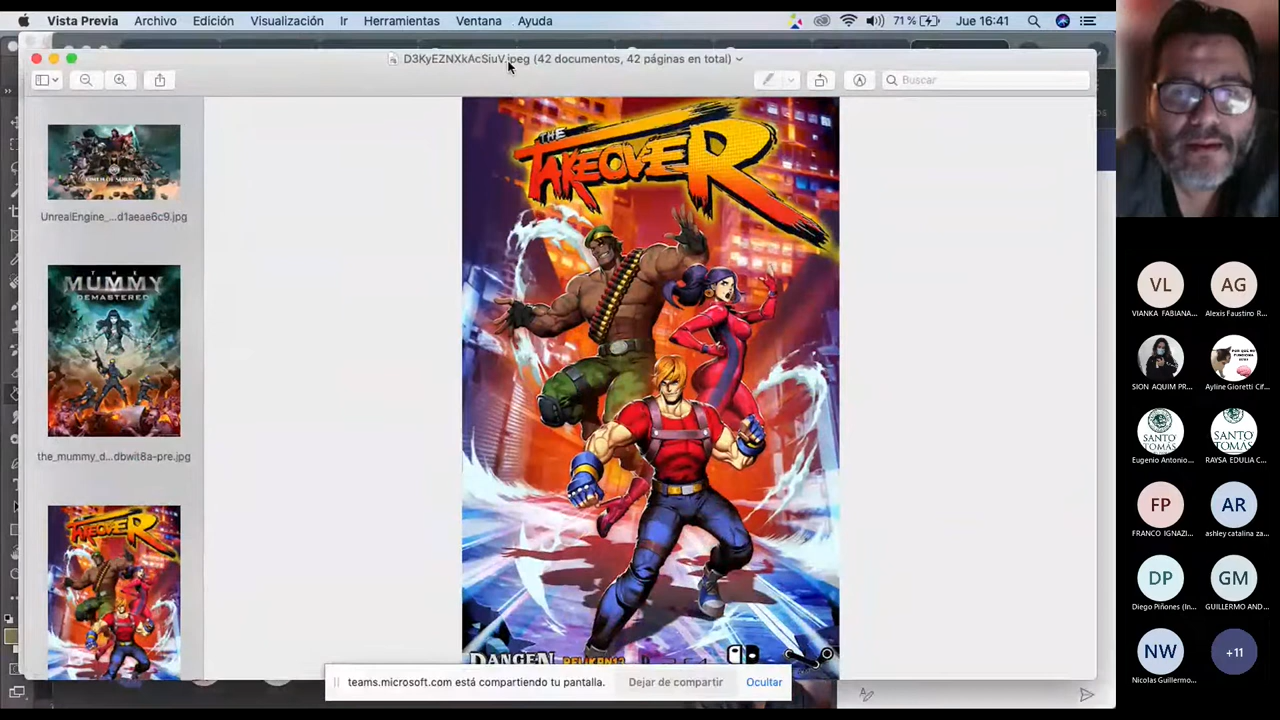 Vista Previa Archivo Edición Visualización Ir Herramientas Ventana Ayuda 71 % Jue 16:41
D3KyEZNXkAcSiuV.jpeg (42 documentos, 42 páginas en total)
Buscar
UnrealEngine_...d1aeae6c9.jpg
THE
MUMMY
DEMASTERED
the_mummy_d...dbwit8a-pre.jpg
TAKEOVER
THE
TAKEOVER
DANGEN
PELIKAN13
teams.microsoft.com está compartiendo tu pantalla. Dejar de compartir Ocultar
VL
VIANKA FABIANA...
AG
Alexis Faustino R...
SION AQUIM PR...
Ayline Gioretti Cif...
SANTO
TOMÁS
Eugenio Antonio...
SANTO
TOMÁS
RAYSA EDULIA C...
FP
FRANCO IGNAZI...
AR
ashley catalina za...
DP
Diego Piñones (In...
GM
GUILLERMO AND...
NW
Nicolas Guillermo...
+11